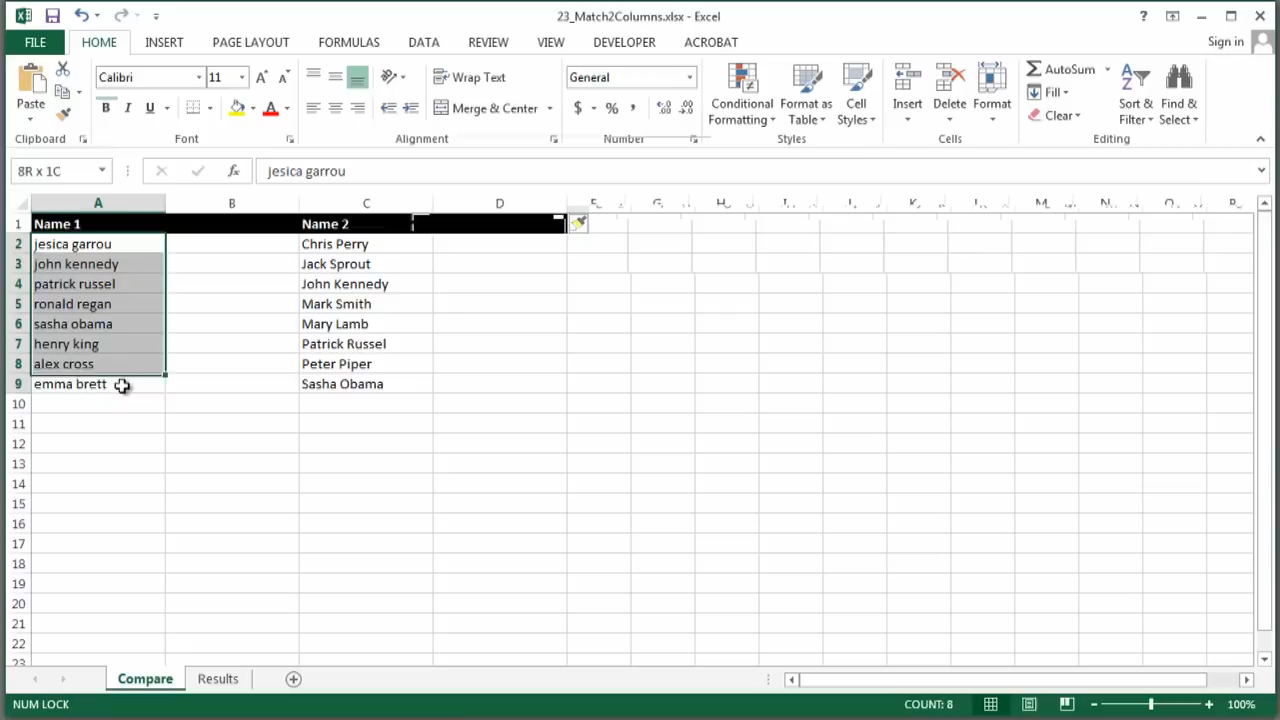 23_Match2Columns.xlsx - Excel
Sign in
FILE HOME INSERT PAGE LAYOUT FORMULAS DATA REVIEW VIEW DEVELOPER ACROBAT
Paste
Calibri 11
B I U
Wrap Text
Merge & Center
General
$ % ,
Conditional Formatting
Format as Table
Cell Styles
Insert Delete Format
AutoSum
Fill
Clear
Sort & Filter
Find & Select
Clipboard Font Alignment Number Styles Cells Editing
8R x 1C fx jesica garrou
A B C D E G H I J K L M N O P
1 Name 1 Name 2
2 jesica garrou Chris Perry
3 john kennedy Jack Sprout
4 patrick russel John Kennedy
5 ronald regan Mark Smith
6 sasha obama Mary Lamb
7 henry king Patrick Russel
8 alex cross Peter Piper
9 emma brett Sasha Obama
10
11
12
13
14
15
16
17
18
19
20
21
22
23
Compare Results
NUM LOCK COUNT: 8 100%